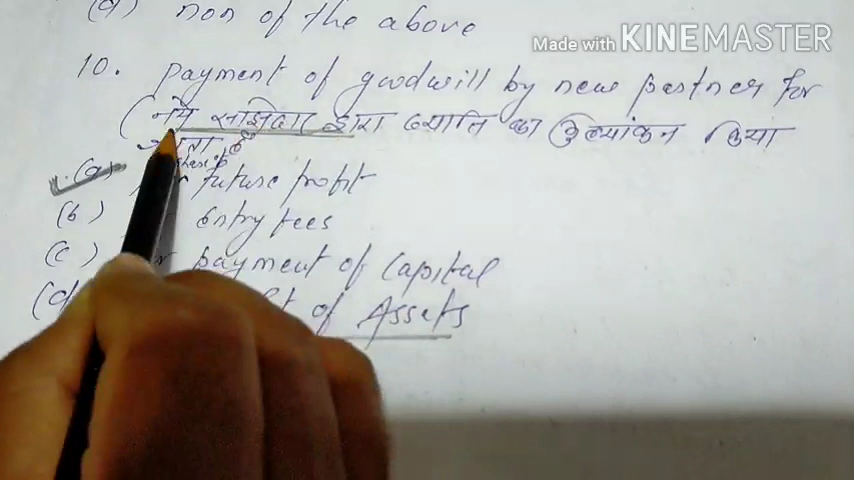 (d) non of the above
Made with KINEMASTER
10. payment of goodwill by new partner for
(नये साझेदार द्वारा ख्याति का मुल्यांकन किया
है
(a) future profit
(b) entry fees
(c) payment of Capital
(d of Assets